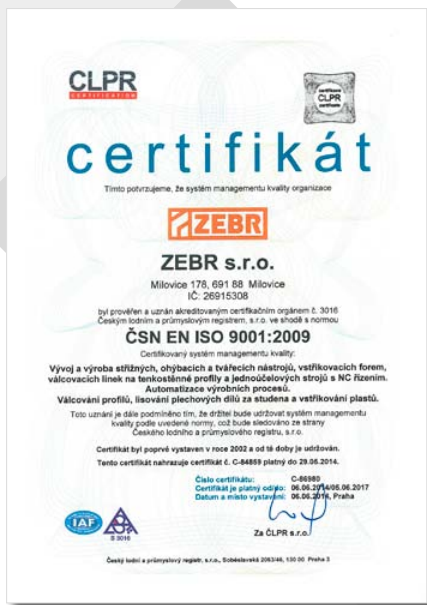 CLPR
CERTIFICATION
CLPR
certifikát
Tímto potvrzujeme, že systém managementu kvality organizace
ZEBR
ZEBR s.r.o.
Milovice 178, 691 88 Milovice
IČ: 26915308
byl prověřen a uznán akreditovaným certifikačním orgánem č. 3016
Českým lodním a průmyslovým registrem, s.r.o. ve shodě s normou
ČSN EN ISO 9001:2009
Certifikovaný systém managementu kvality:
Vývoj a výroba střižných, ohýbacích a tvářecích nástrojů, vstřikovacích forem,
válcovacích linek na tenkostěnné profily a jednoúčelových strojů s NC řízením.
Automatizace výrobních procesů.
Válcování profilů, lisování plechových dílů za studena a vstřikování plastů.
Toto uznání je dále podmíněno tím, že držitel bude udržovat systém managementu
kvality podle uvedené normy, což bude sledováno ze strany
Českého lodního a průmyslového registru, s.r.o.
Certifikát byl poprvé vystaven v roce 2002 a od té doby je udržován.
Tento certifikát nahrazuje certifikát č. C-84859 platný do 29.06.2014.
Číslo certifikátu: C-86980
Certifikát je platný od/do: 06.06.2014/05.06.2017
Datum a místo vystavení: 06.06.2014, Praha
IAF
S 3016
Za ČLPR s.r.o.
Český lodní a průmyslový registr, s.r.o., Soběslavská 2063/46, 130 00 Praha 3